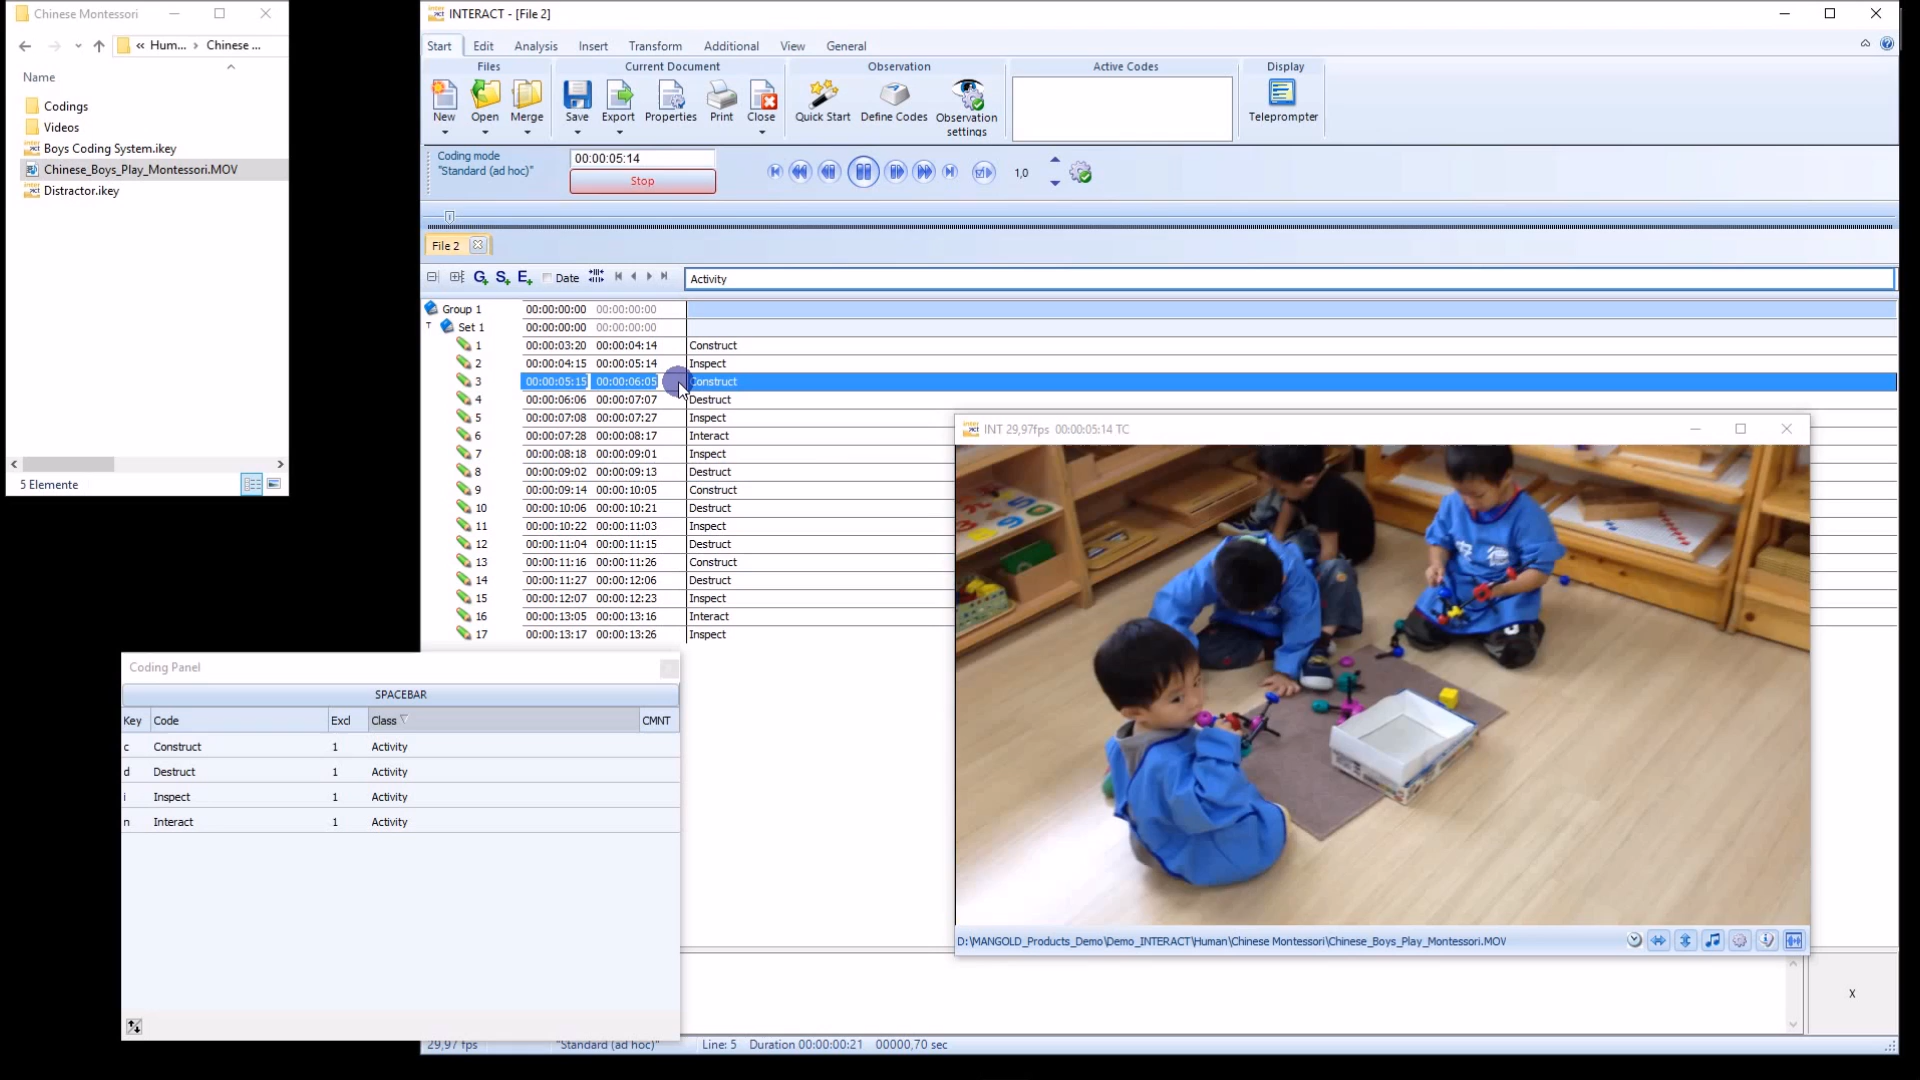 Chinese Montessori
« Hum... › Chinese ...
Name
Codings
Videos
Boys Coding System.ikey
Chinese_Boys_Play_Montessori.MOV
Distractor.ikey
5 Elemente
INTERACT - [File 2]
Start Edit Analysis Insert Transform Additional View General
Files Current Document Observation Active Codes Display
New Open Merge Save Export Properties Print Close Quick Start Define Codes Observation settings Teleprompter
Coding mode
"Standard (ad hoc)"
00:00:05:14
Stop
1,0
File 2
G+ S+ E+ Date
Activity
Group 1 00:00:00:00 00:00:00:00
T Set 1 00:00:00:00 00:00:00:00
1 00:00:03:20 00:00:04:14 Construct
2 00:00:04:15 00:00:05:14 Inspect
3 00:00:05:15 00:00:06:05 Construct
4 00:00:06:06 00:00:07:07 Destruct
5 00:00:07:08 00:00:07:27 Inspect
6 00:00:07:28 00:00:08:17 Interact
7 00:00:08:18 00:00:09:01 Inspect
8 00:00:09:02 00:00:09:13 Destruct
9 00:00:09:14 00:00:10:05 Construct
10 00:00:10:06 00:00:10:21 Destruct
11 00:00:10:22 00:00:11:03 Inspect
12 00:00:11:04 00:00:11:15 Destruct
13 00:00:11:16 00:00:11:26 Construct
14 00:00:11:27 00:00:12:06 Destruct
15 00:00:12:07 00:00:12:23 Inspect
16 00:00:13:05 00:00:13:16 Interact
17 00:00:13:17 00:00:13:26 Inspect
INT 29,97fps 00:00:05:14 TC
D:\MANGOLD_Products_Demo\Demo_INTERACT\Human\Chinese Montessori\Chinese_Boys_Play_Montessori.MOV
Coding Panel
SPACEBAR
Key Code Excl Class CMNT
c Construct 1 Activity
d Destruct 1 Activity
i Inspect 1 Activity
n Interact 1 Activity
X
29,97 fps "Standard (ad hoc)" Line: 5 Duration 00:00:00:21 00000,70 sec